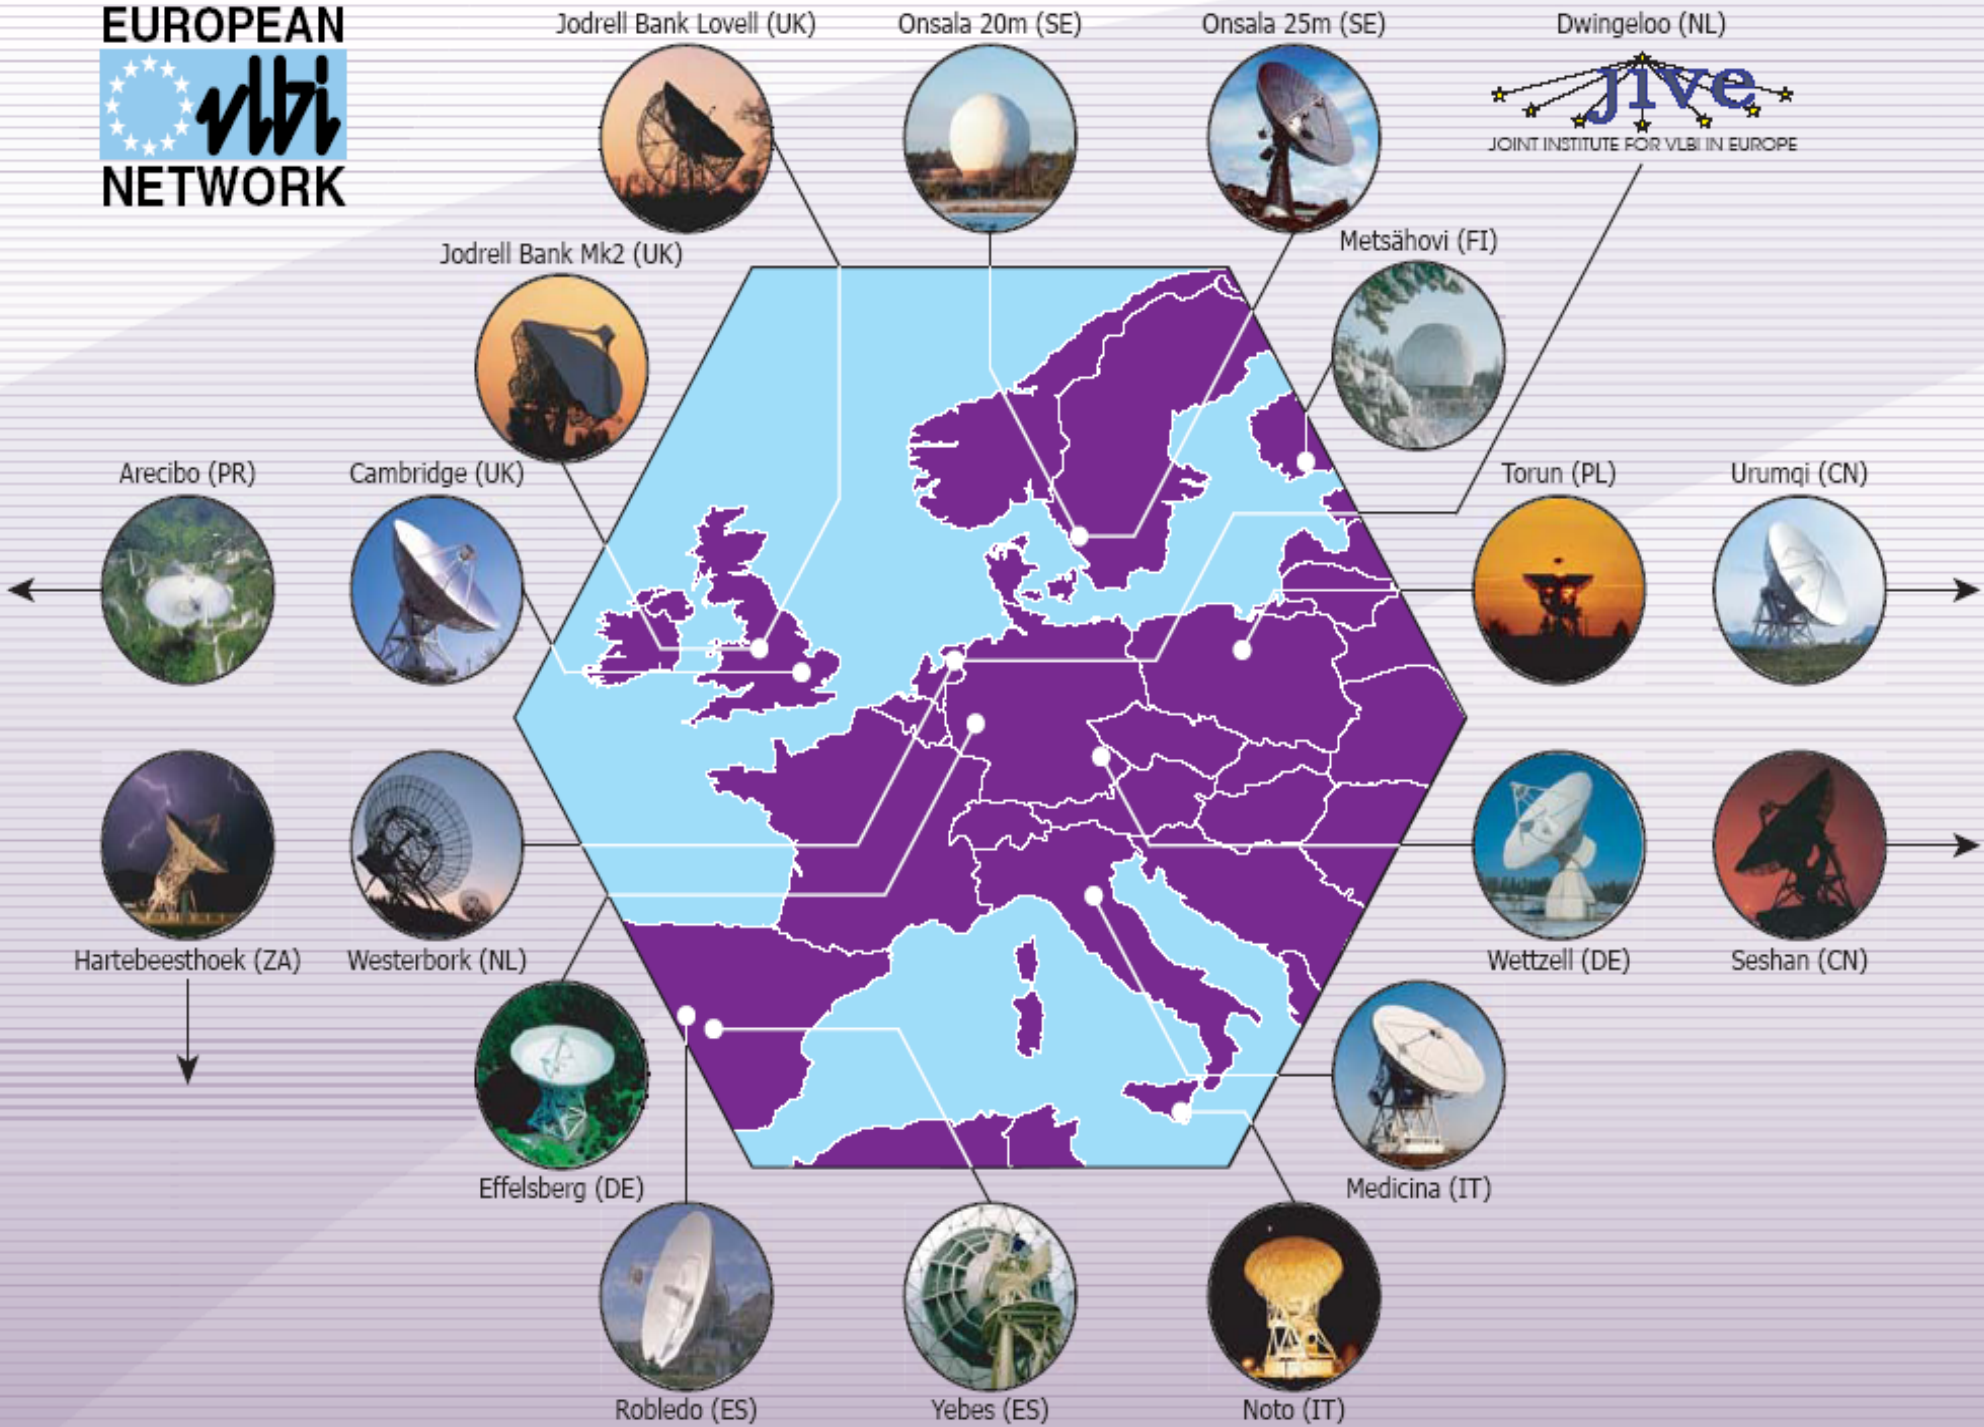 EUROPEAN
vlbi
NETWORK
Jodrell Bank Lovell (UK)
Onsala 20m (SE)
Onsala 25m (SE)
Dwingeloo (NL)
jive
JOINT INSTITUTE FOR VLBI IN EUROPE
Jodrell Bank Mk2 (UK)
Metsähovi (FI)
Arecibo (PR)
Cambridge (UK)
Torun (PL)
Urumqi (CN)
Hartebeesthoek (ZA)
Westerbork (NL)
Wettzell (DE)
Seshan (CN)
Effelsberg (DE)
Medicina (IT)
Robledo (ES)
Yebes (ES)
Noto (IT)